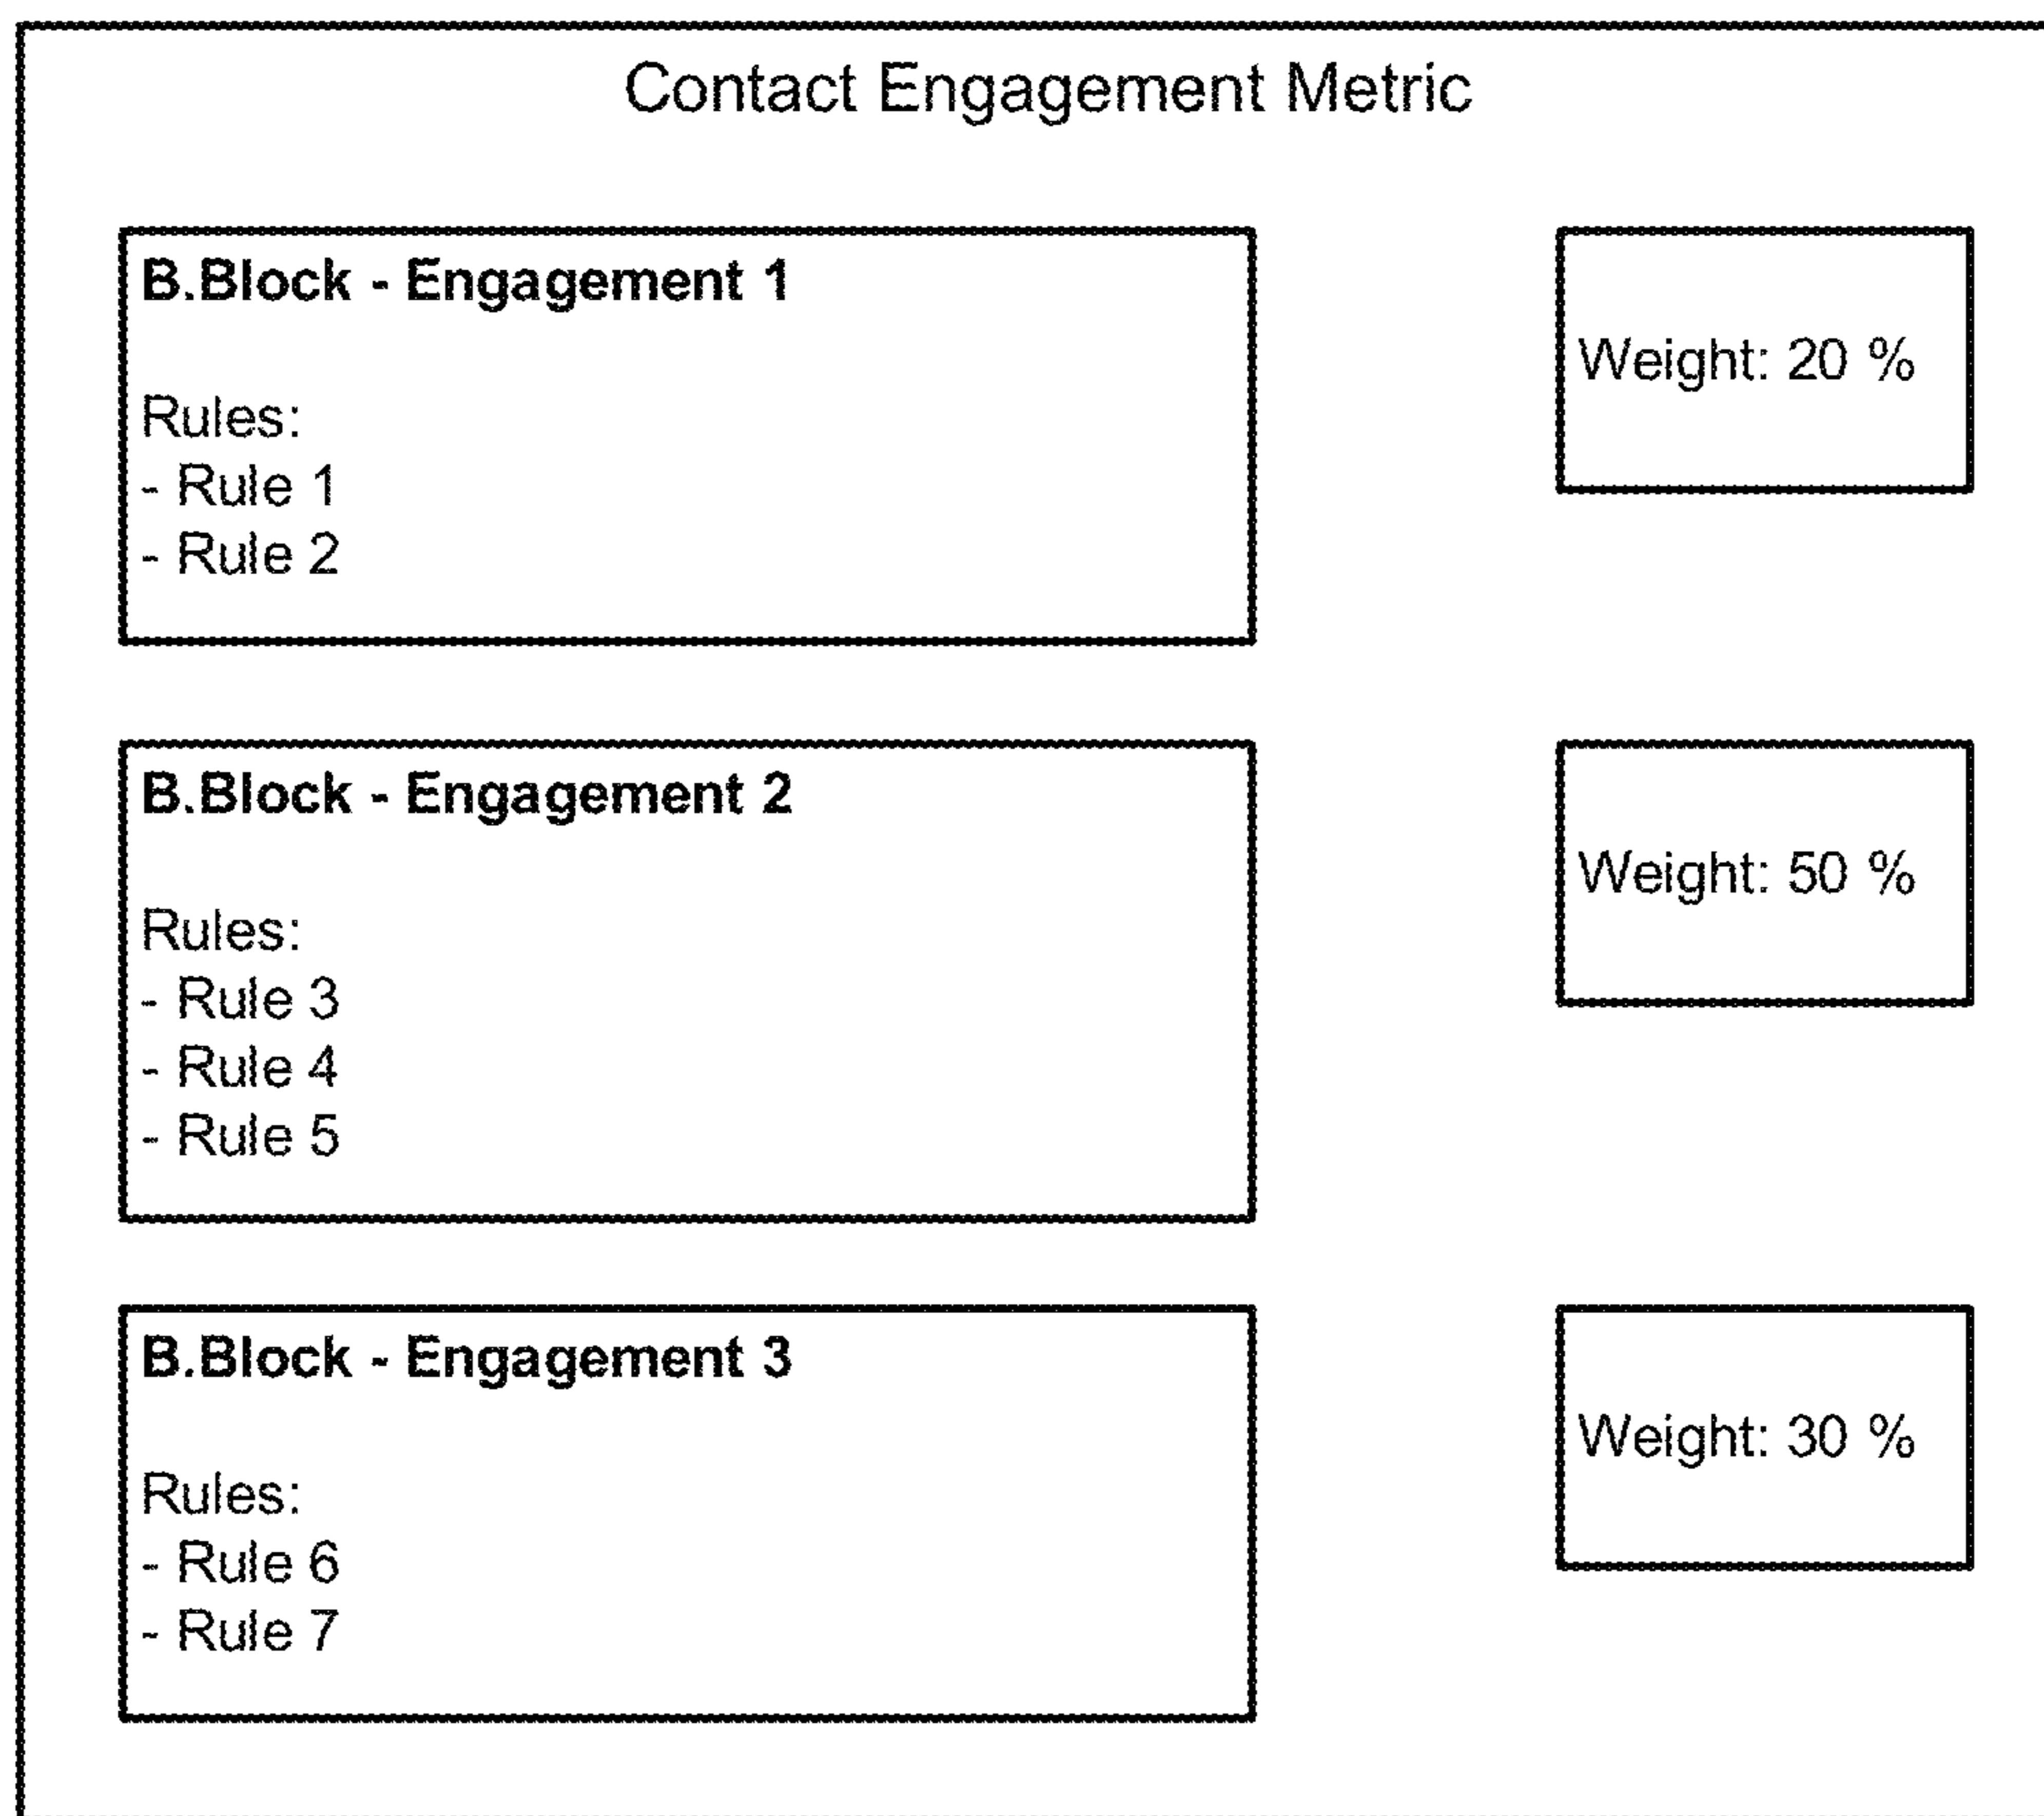 Contact Engagement Metric
B.Block - Engagement 1
Rules:
- Rule 1
- Rule 2
Weight: 20 %
B.Block - Engagement 2
Rules:
- Rule 3
- Rule 4
- Rule 5
Weight: 50 %
B.Block - Engagement 3
Rules:
- Rule 6
- Rule 7
Weight: 30 %